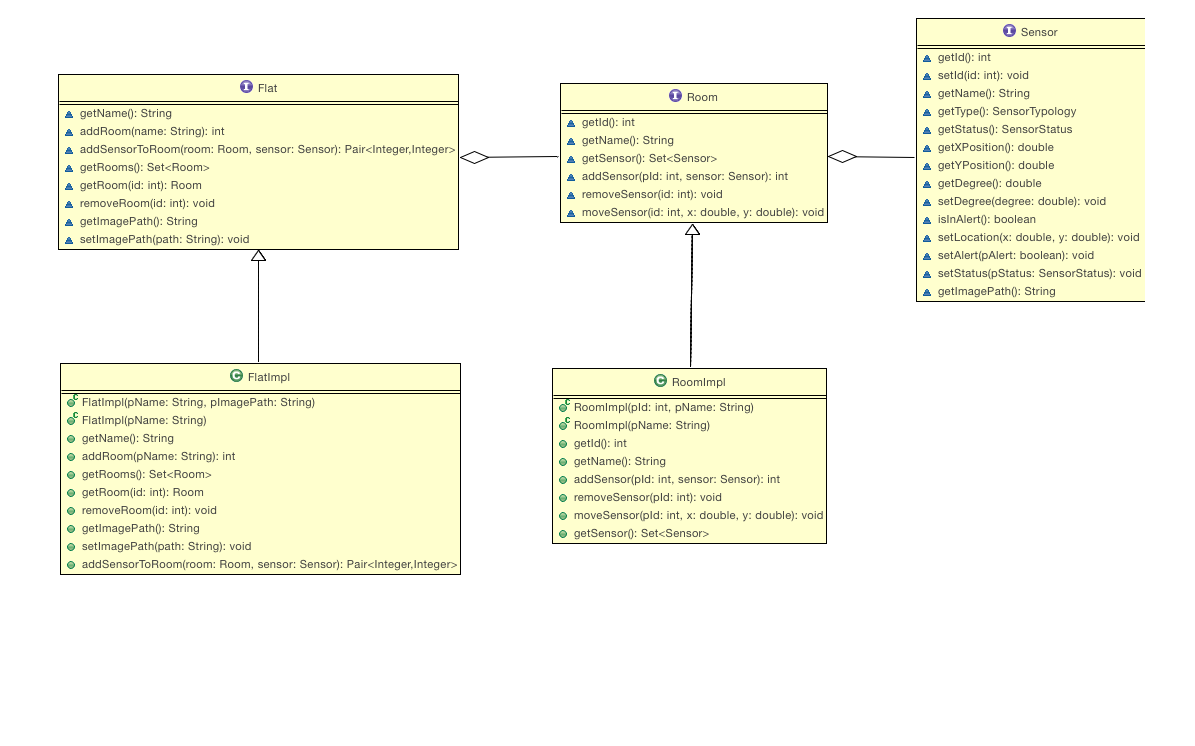 Flat
getName(): String
addRoom(name: String): int
addSensorToRoom(room: Room, sensor: Sensor): Pair<Integer,Integer>
getRooms(): Set<Room>
getRoom(id: int): Room
removeRoom(id: int): void
getImagePath(): String
setImagePath(path: String): void
Room
getId(): int
getName(): String
getSensor(): Set<Sensor>
addSensor(pId: int, sensor: Sensor): int
removeSensor(id: int): void
moveSensor(id: int, x: double, y: double): void
Sensor
getId(): int
setId(id: int): void
getName(): String
getType(): SensorTypology
getStatus(): SensorStatus
getXPosition(): double
getYPosition(): double
getDegree(): double
setDegree(degree: double): void
isInAlert(): boolean
setLocation(x: double, y: double): void
setAlert(pAlert: boolean): void
setStatus(pStatus: SensorStatus): void
getImagePath(): String
FlatImpl
FlatImpl(pName: String, pImagePath: String)
FlatImpl(pName: String)
getName(): String
addRoom(pName: String): int
getRooms(): Set<Room>
getRoom(id: int): Room
removeRoom(id: int): void
getImagePath(): String
setImagePath(path: String): void
addSensorToRoom(room: Room, sensor: Sensor): Pair<Integer,Integer>
RoomImpl
RoomImpl(pId: int, pName: String)
RoomImpl(pName: String)
getId(): int
getName(): String
addSensor(pId: int, sensor: Sensor): int
removeSensor(pId: int): void
moveSensor(pId: int, x: double, y: double): void
getSensor(): Set<Sensor>